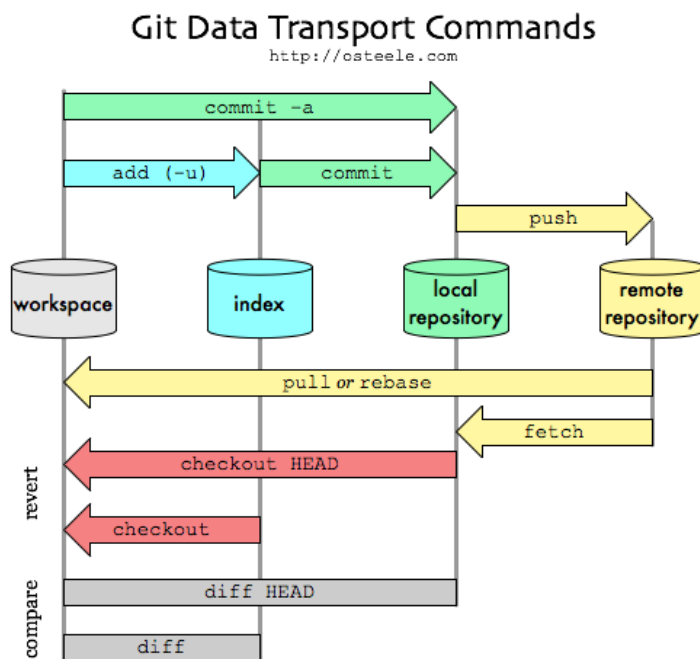 Git Data Transport Commands
http://osteele.com
commit -a
add (-u)
commit
push
workspace
index
local
repository
remote
repository
pull or rebase
fetch
revert
checkout HEAD
checkout
compare
diff HEAD
diff